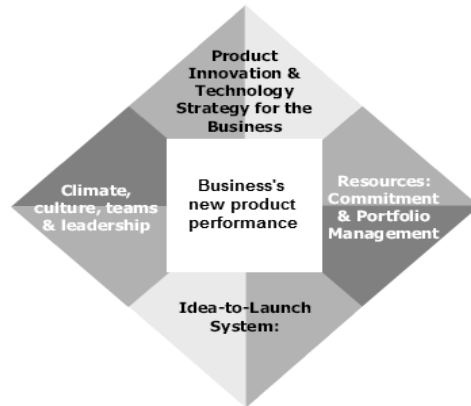 Product
Innovation &
Technology
Strategy for the
Business
Climate,
culture, teams
& leadership
Business's
new product
performance
Resources:
Commitment
& Portfolio
Management
Idea-to-Launch
System: